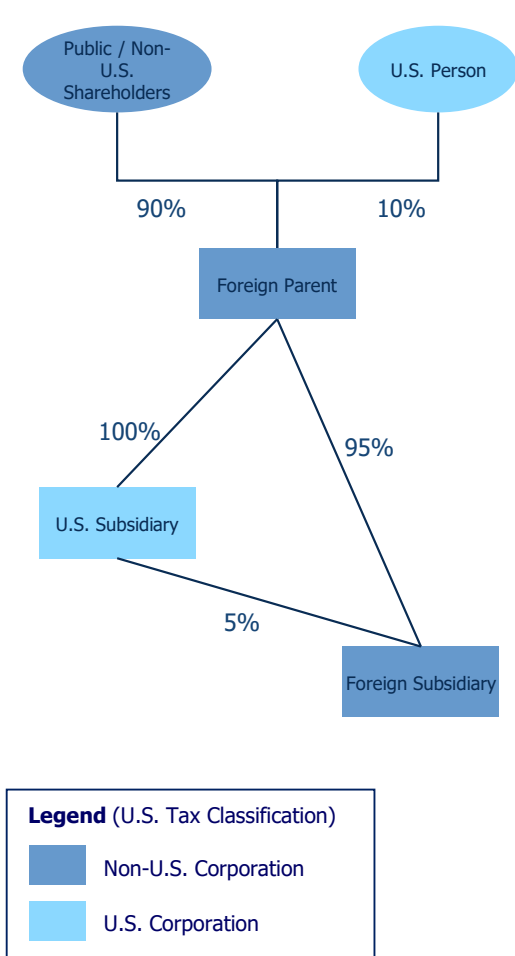 Public / Non-
U.S.
Shareholders
U.S. Person
90%
10%
Foreign Parent
100%
95%
U.S. Subsidiary
5%
Foreign Subsidiary
Legend (U.S. Tax Classification)
Non-U.S. Corporation
U.S. Corporation